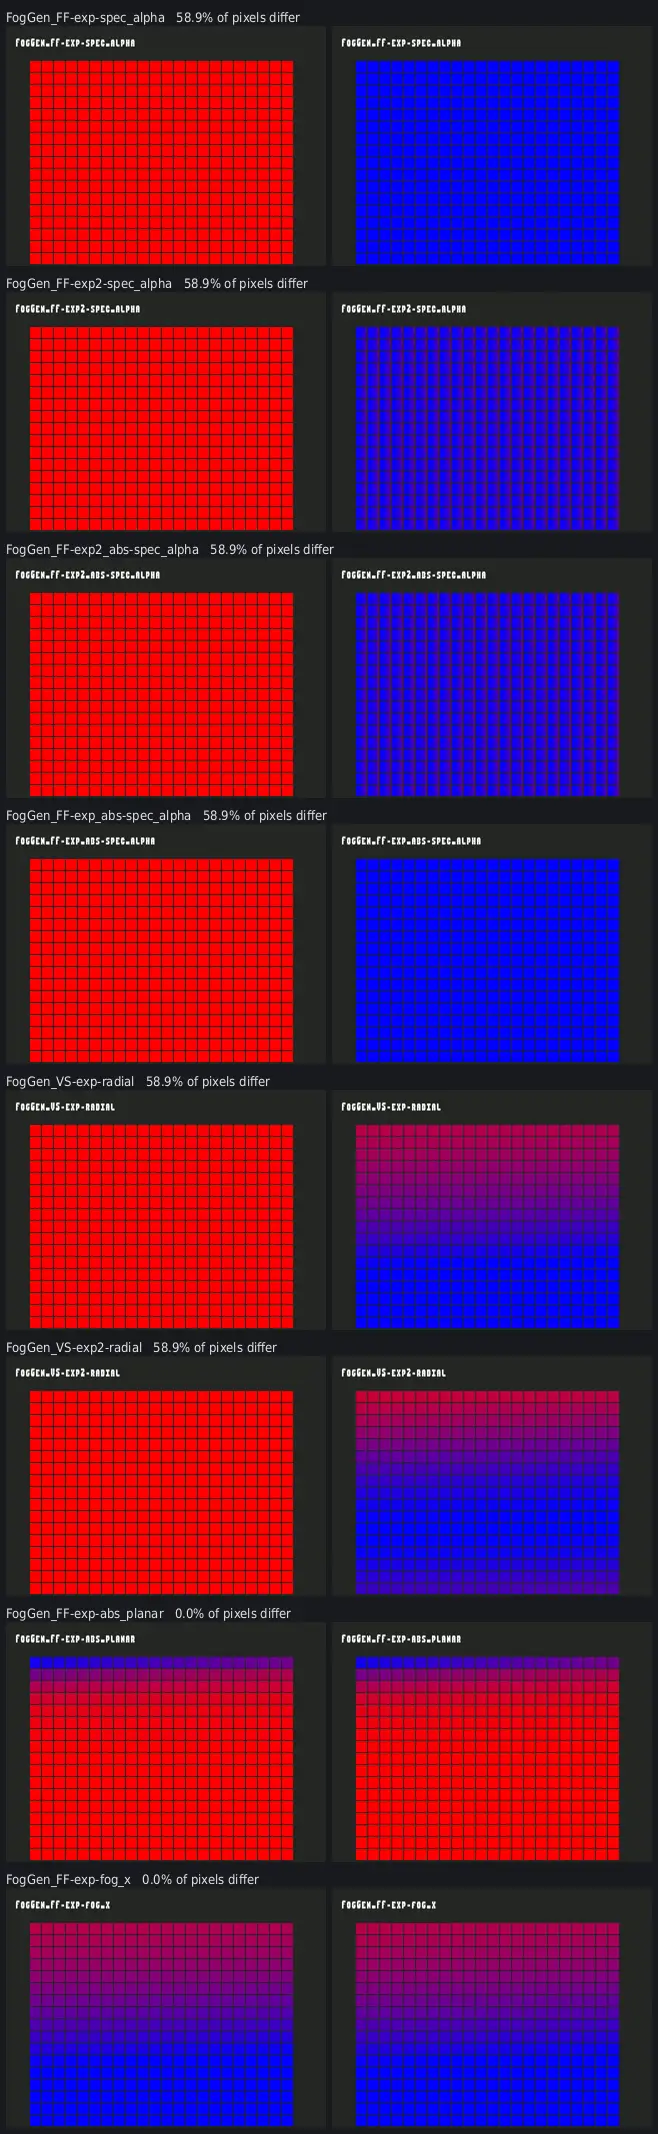 FogGen_FF-exp-spec_alpha 58.9% of pixels differ
FogGen_FF-exp-spec_alpha FogGen_FF-exp-spec_alpha
FogGen_FF-exp2-spec_alpha 58.9% of pixels differ
FogGen_FF-exp2-spec_alpha FogGen_FF-exp2-spec_alpha
FogGen_FF-exp2_abs-spec_alpha 58.9% of pixels differ
FogGen_FF-exp2_abs-spec_alpha FogGen_FF-exp2_abs-spec_alpha
FogGen_FF-exp_abs-spec_alpha 58.9% of pixels differ
FogGen_FF-exp_abs-spec_alpha FogGen_FF-exp_abs-spec_alpha
FogGen_VS-exp-radial 58.9% of pixels differ
FogGen_VS-exp-radial FogGen_VS-exp-radial
FogGen_VS-exp2-radial 58.9% of pixels differ
FogGen_VS-exp2-radial FogGen_VS-exp2-radial
FogGen_FF-exp-abs_planar 0.0% of pixels differ
FogGen_FF-exp-abs_planar FogGen_FF-exp-abs_planar
FogGen_FF-exp-fog_x 0.0% of pixels differ
FogGen_FF-exp-fog_x FogGen_FF-exp-fog_x